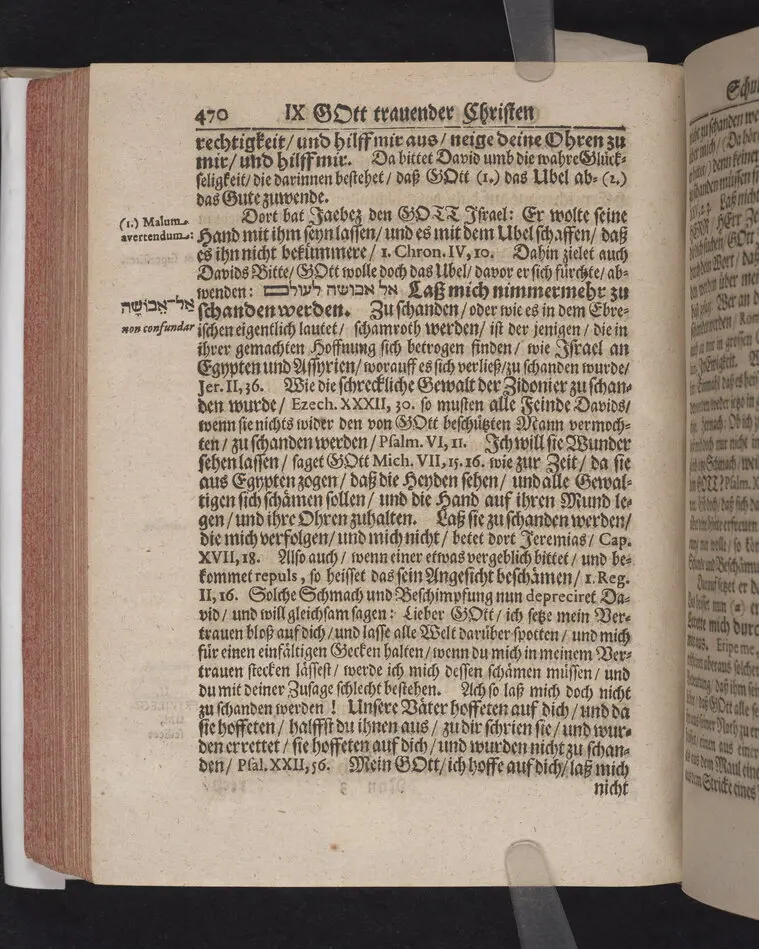 470 IX GOtt trauender Christen
rechtigkeit/ und hilff mir aus/ neige deine Ohren zu
mir/ und hilff mir. Da bittet David umb die wahre Glück-
seligkeit/ die darinnen bestehet/ daß GOtt (1.) das Ubel ab- (2.)
das Gute zuwende.
(1.) Malum
avertendum:
Dort bat Jaebez den GOTT Israel: Er wolte seine
Hand mit ihm seyn lassen/ und es mit dem Ubel schaffen/ daß
es ihn nicht bekümmere/ 1. Chron. IV, 10. Dahin zielet auch
Davids Bitte/ GOtt wolle doch das Ubel/ davor er sich fürchte/ ab-
wenden: אל אבושה לעולם Laß mich nimmermehr zu
אַל־אֵבוֹשָׁה
non confundar
schanden werden. Zu schanden/ oder wie es in dem Ebre-
ischen eigentlich lautet/ schamroth werden/ ist der jenigen/ die in
ihrer gemachten Hoffnung sich betrogen finden/ wie Israel an
Egypten und Assyrien/ worauff es sich verließ/ zu schanden wurde/
Jer. II, 36. Wie die schreckliche Gewalt der Zidonier zu schan-
den wurde/ Ezech. XXXII, 30. so musten alle Feinde Davids/
wenn sie nichts wider den von GOtt beschützten Mann vermoch-
ten/ zu schanden werden/ Psalm. VI, 11. Ich will sie Wunder
sehen lassen/ saget GOtt Mich. VII, 15. 16. wie zur Zeit/ da sie
aus Egypten zogen/ daß die Heyden sehen/ und alle Gewal-
tigen sich schämen sollen/ und die Hand auf ihren Mund le-
gen/ und ihre Ohren zuhalten. Laß sie zu schanden werden/
die mich verfolgen/ und mich nicht/ betet dort Jeremias/ Cap.
XVII, 18. Also auch/ wenn einer etwas vergeblich bittet/ und be-
kommet repuls, so heisset das sein Angesicht beschämen/ 1. Reg.
II, 16. Solche Schmach und Beschimpfung nun depreciret Da-
vid/ und will gleichsam sagen: Lieber GOtt/ ich setze mein Ver-
trauen bloß auf dich/ und lasse alle Welt darüber spotten/ und mich
für einen einfältigen Gecken halten/ wenn du mich in meinem Ver-
trauen stecken lässest/ werde ich mich dessen schämen müssen/ und
du mit deiner Zusage schlecht bestehen. Ach so laß mich doch nicht
zu schanden werden! Unsere Väter hoffeten auf dich/ und da
sie hoffeten/ halffst du ihnen aus/ zu dir schrien sie/ und wur-
den errettet/ sie hoffeten auf dich/ und wurden nicht zu schan-
den/ Psal. XXII, 56. Mein GOtt/ ich hoffe auf dich/ laß mich
nicht